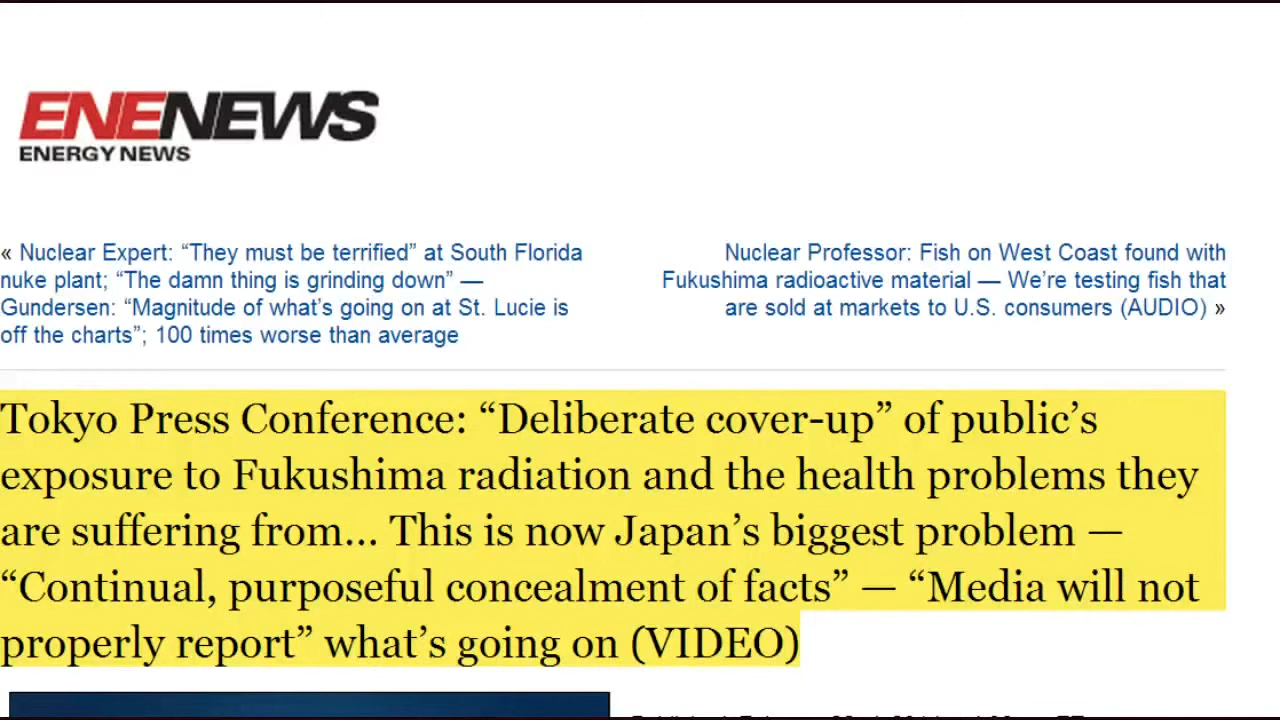 ENENEWS
ENERGY NEWS
« Nuclear Expert: “They must be terrified” at South Florida
nuke plant; “The damn thing is grinding down” —
Gundersen: “Magnitude of what’s going on at St. Lucie is
off the charts”; 100 times worse than average
Nuclear Professor: Fish on West Coast found with
Fukushima radioactive material — We’re testing fish that
are sold at markets to U.S. consumers (AUDIO) »
Tokyo Press Conference: “Deliberate cover-up” of public’s
exposure to Fukushima radiation and the health problems they
are suffering from… This is now Japan’s biggest problem —
“Continual, purposeful concealment of facts” — “Media will not
properly report” what’s going on (VIDEO)